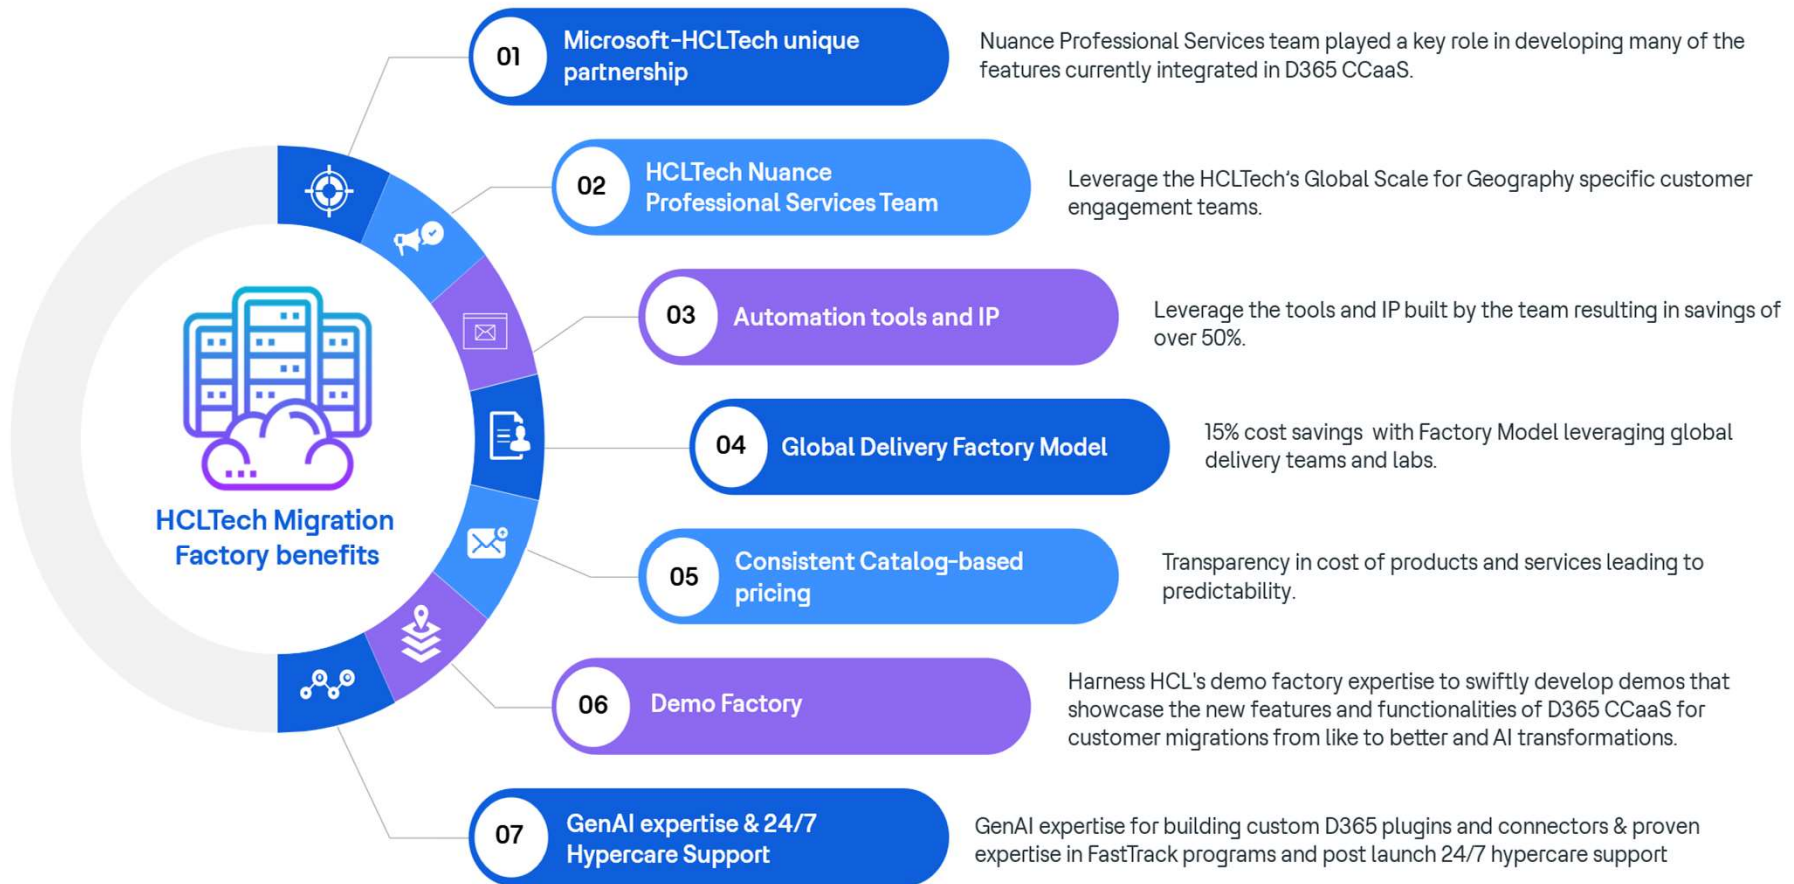 01
Microsoft-HCLTech unique
partnership
Nuance Professional Services team played a key role in developing many of the
features currently integrated in D365 CCaaS.
02
HCLTech Nuance
Professional Services Team
Leverage the HCLTech's Global Scale for Geography specific customer
engagement teams.
03
Automation tools and IP
Leverage the tools and IP built by the team resulting in savings of
over 50%.
04
Global Delivery Factory Model
15% cost savings with Factory Model leveraging global
delivery teams and labs.
HCLTech Migration
Factory benefits
05
Consistent Catalog-based
pricing
Transparency in cost of products and services leading to
predictability.
06
Demo Factory
Harness HCL's demo factory expertise to swiftly develop demos that
showcase the new features and functionalities of D365 CCaaS for
customer migrations from like to better and AI transformations.
07
GenAI expertise & 24/7
Hypercare Support
GenAI expertise for building custom D365 plugins and connectors & proven
expertise in FastTrack programs and post launch 24/7 hypercare support